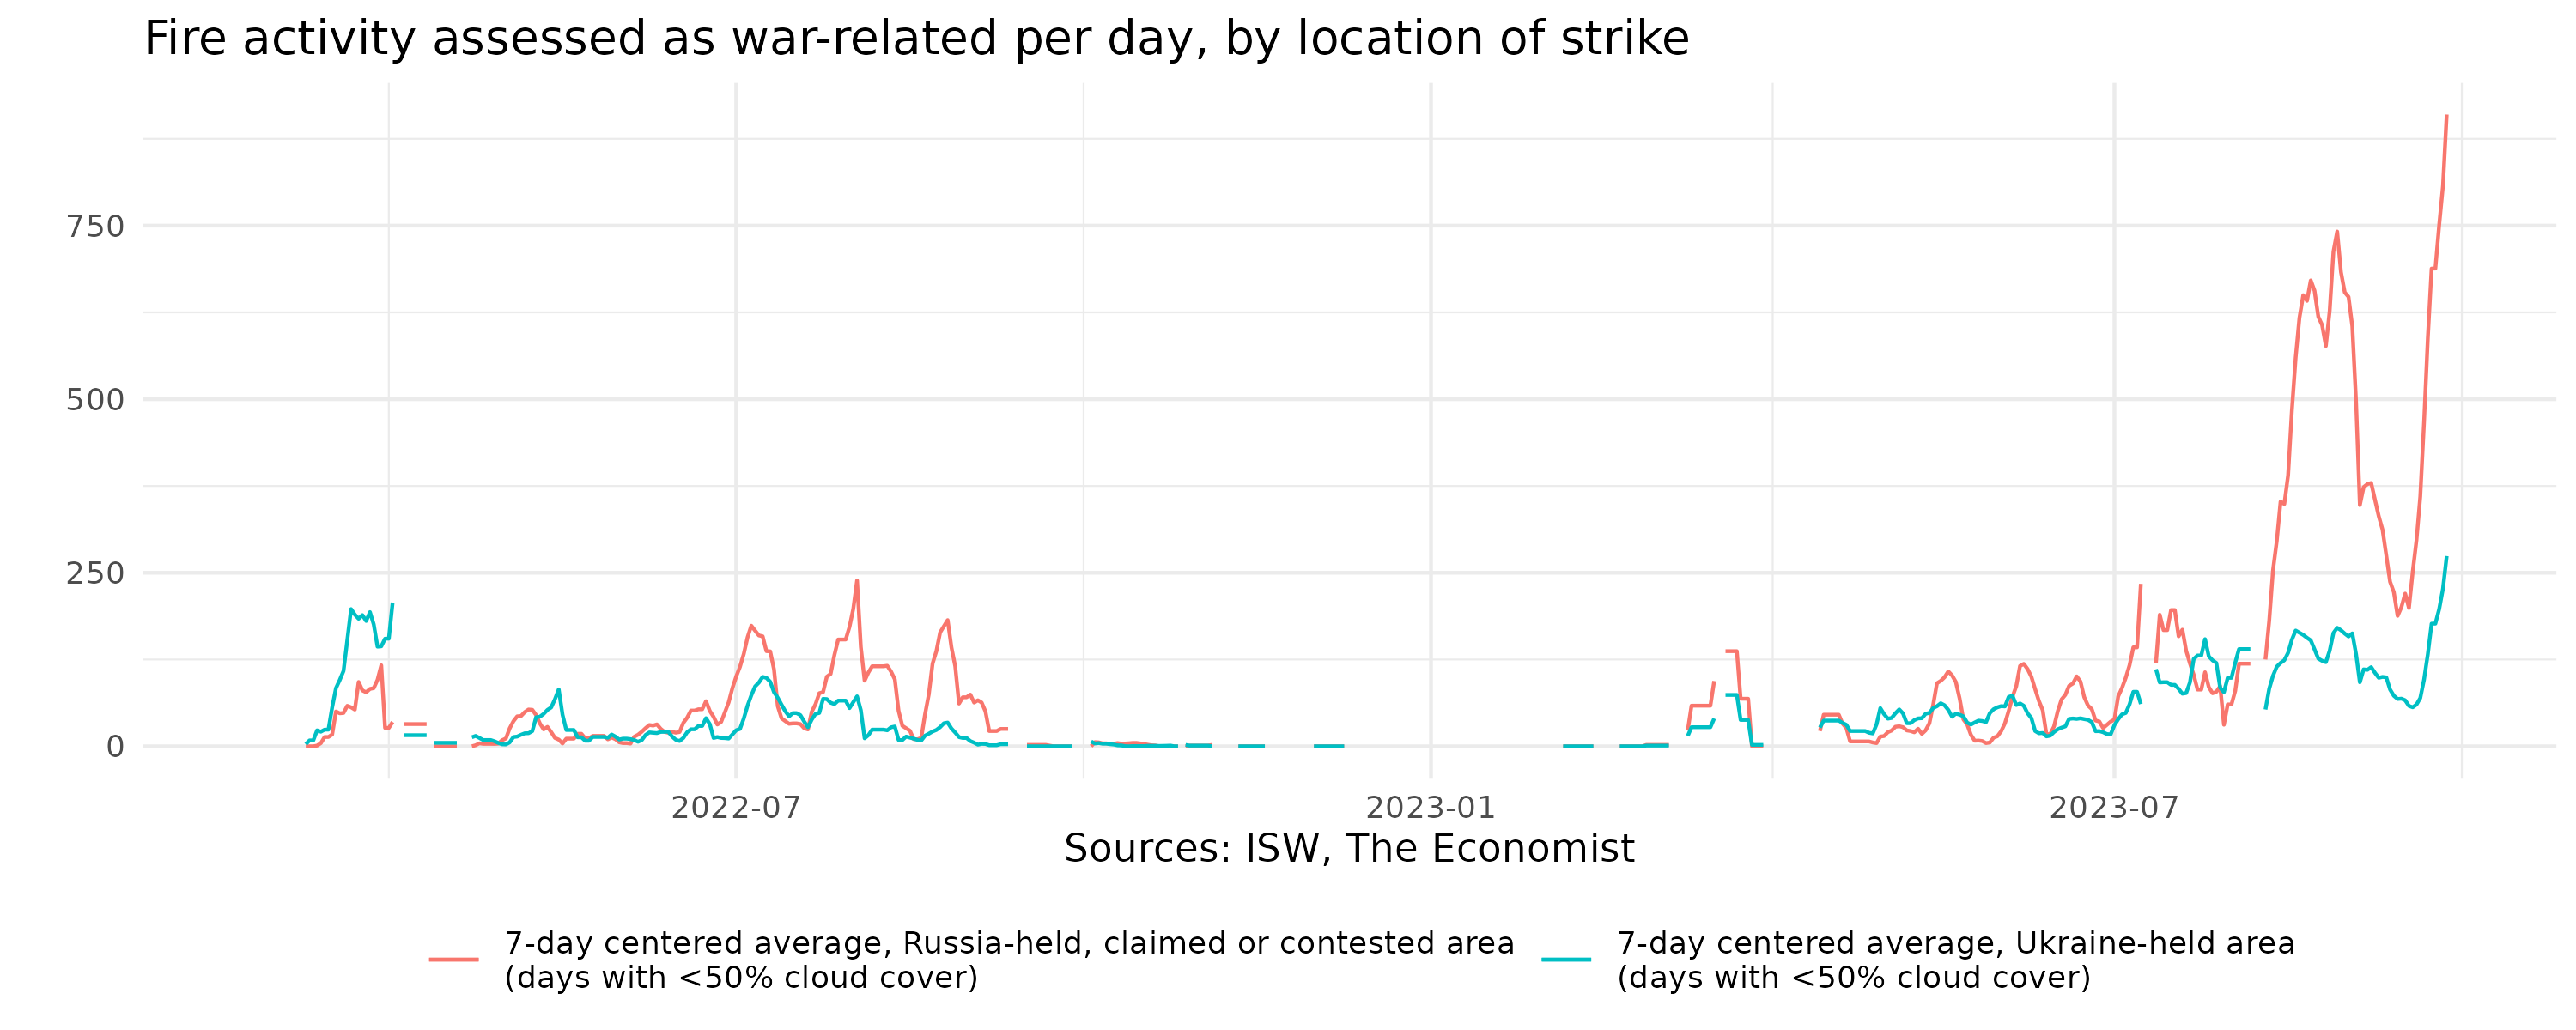 Fire activity assessed as war-related per day, by location of strike
750
500
250
0
2022-07
2023-01
2023-07
Sources: ISW, The Economist
7-day centered average, Russia-held, claimed or contested area
(days with <50% cloud cover)
7-day centered average, Ukraine-held area
(days with <50% cloud cover)